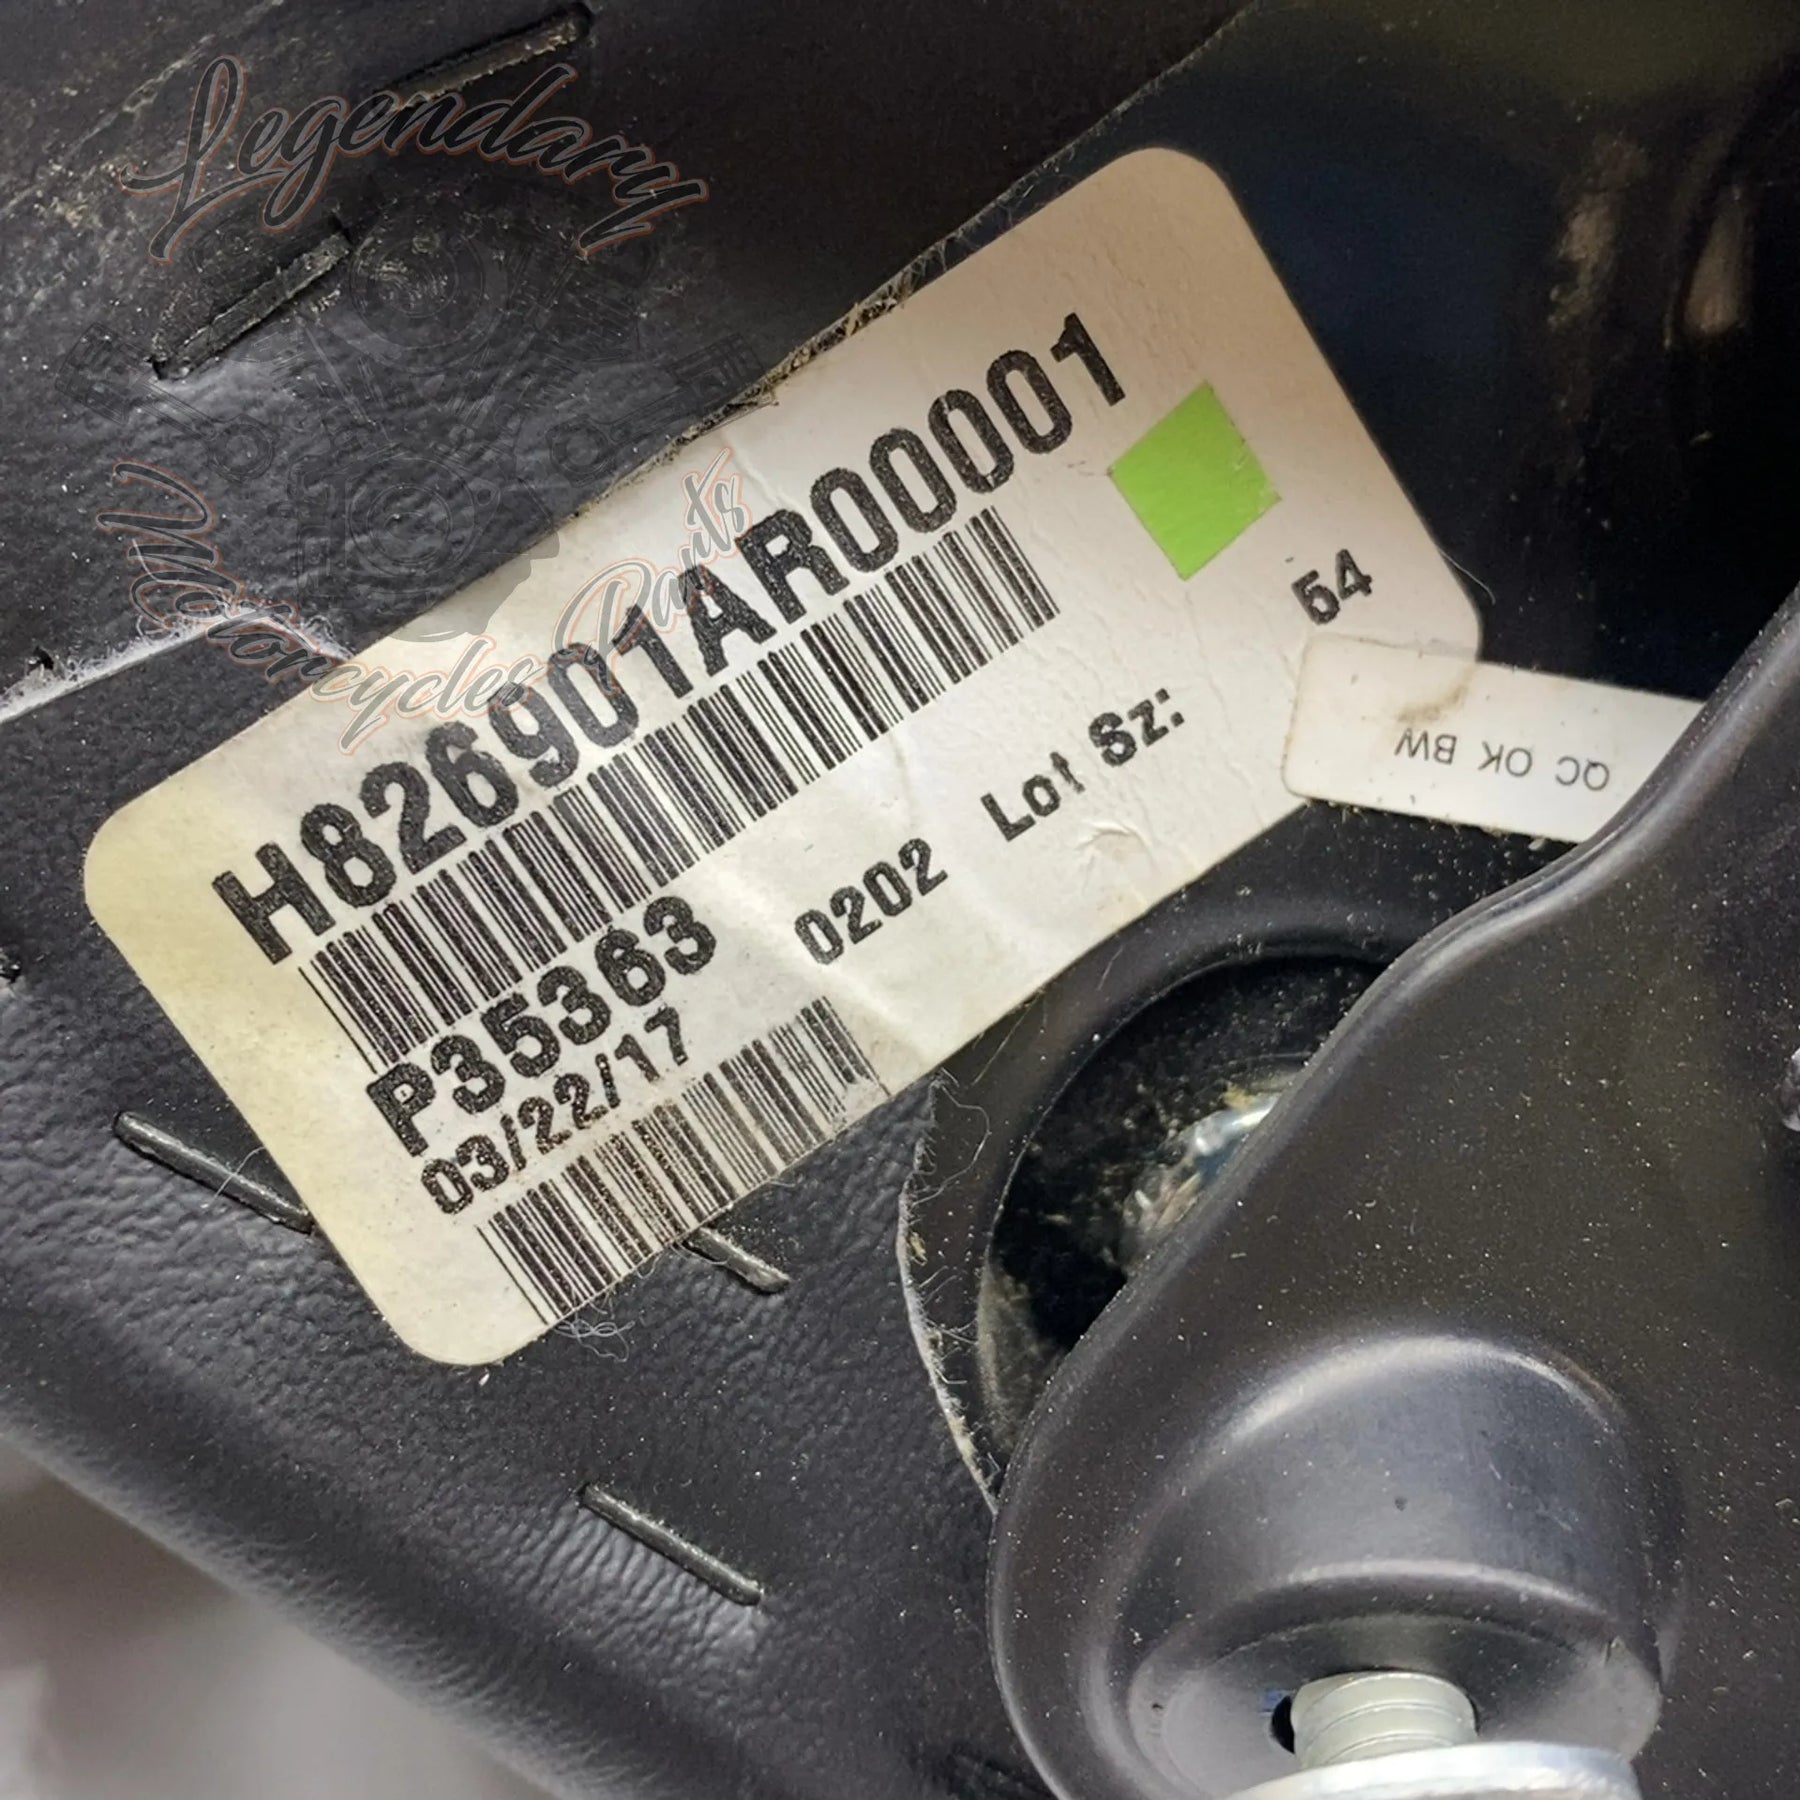 Legendary
Motorcycles Parts
H826901AR00001
P35363 0202 Lot Sz: 54
03/22/17
QC OK BW